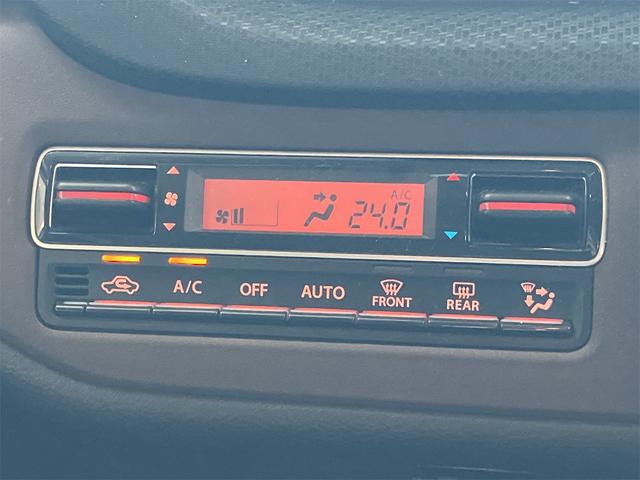 A/C
24.0
A/C OFF AUTO FRONT REAR